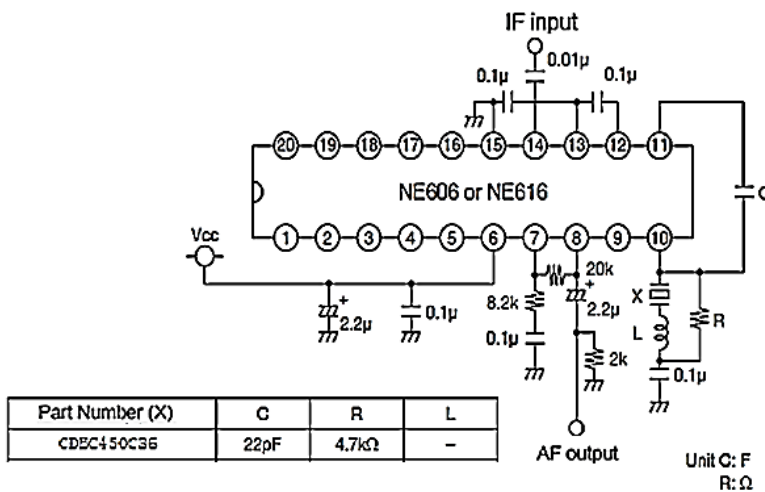 IF input
0.01μ
0.1μ
0.1μ
20 19 18 17 16 15 14 13 12 11
NE606 or NE616
C
1 2 3 4 5 6 7 8 9 10
Vcc
20k
+
2.2μ
0.1μ
8.2k
0.1μ
+
2.2μ
2k
X
L
R
0.1μ
AF output
Part Number (X) C R L
CDBC450C36 22pF 4.7kΩ –
Unit C: F
R: Ω